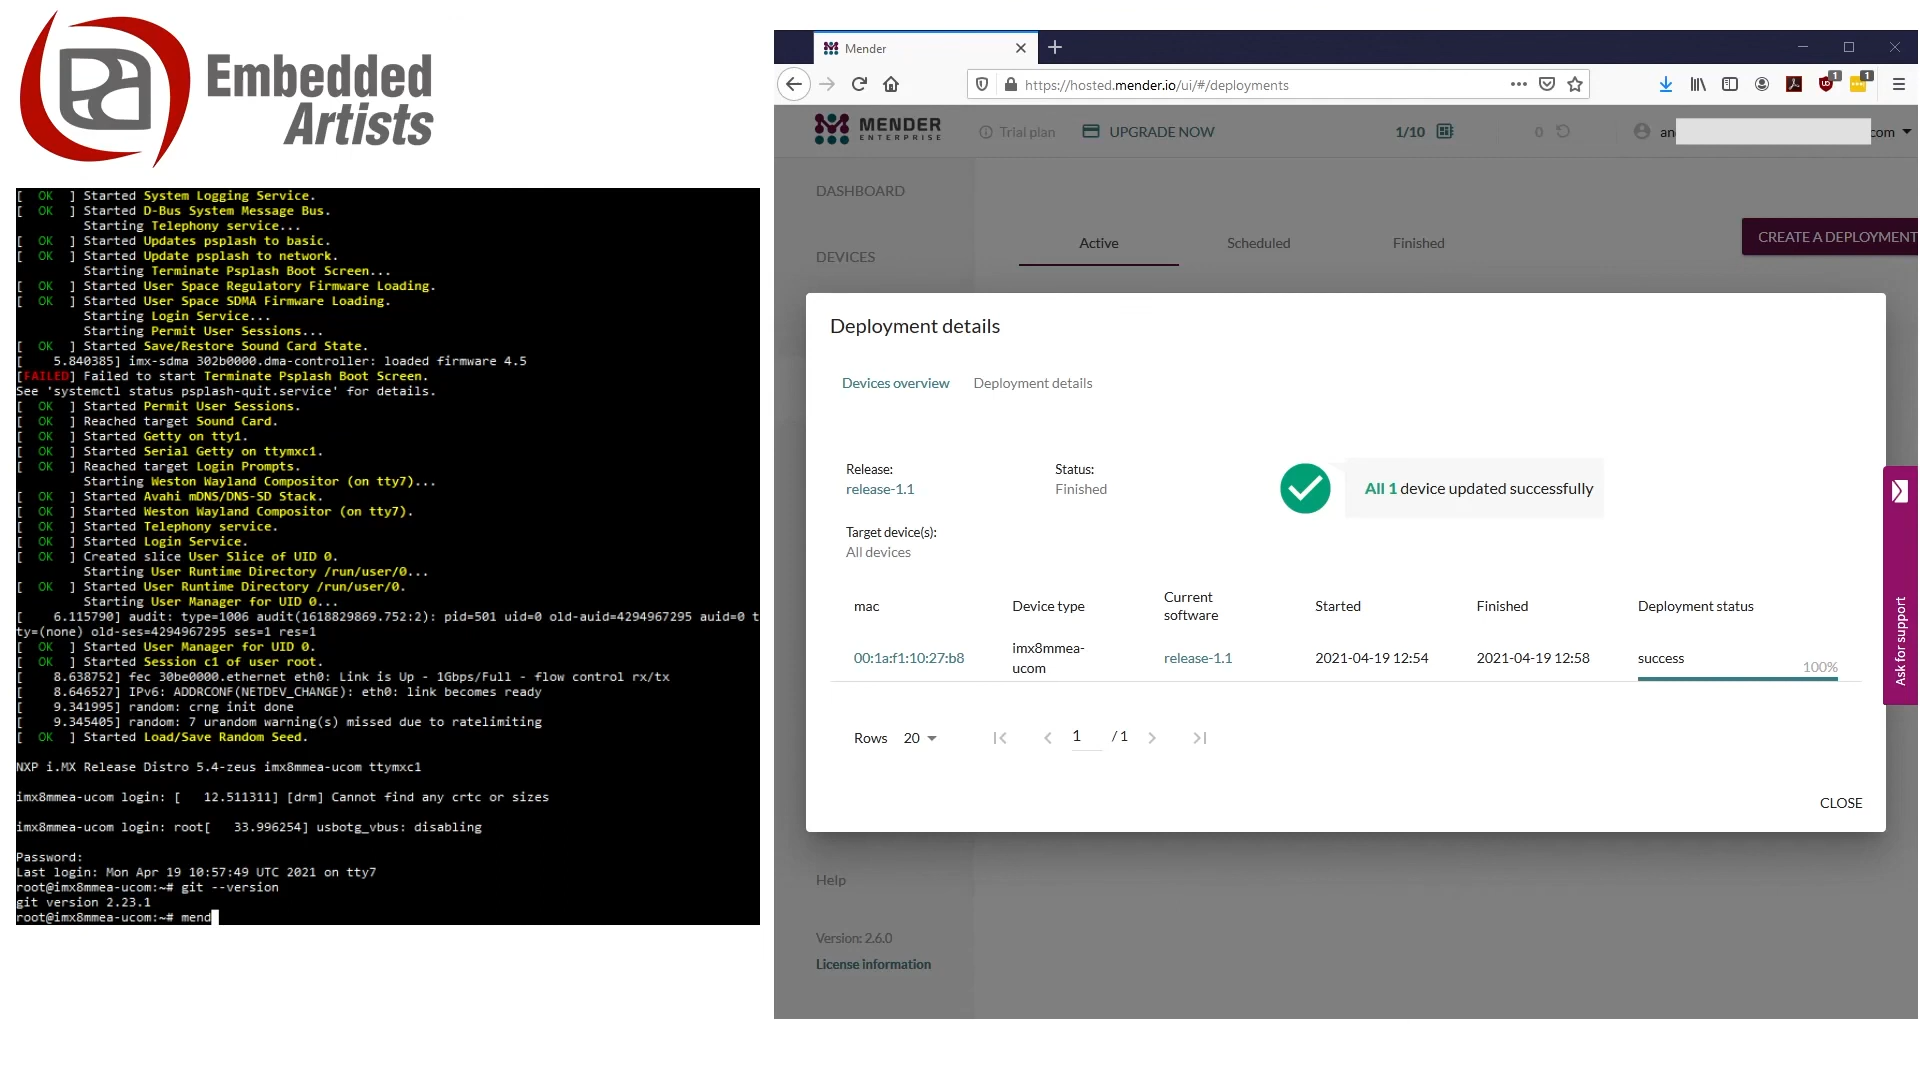 Embedded
Artists
[  OK  ] Started System Logging Service.
[  OK  ] Started D-Bus System Message Bus.
Starting Telephony service...
[  OK  ] Started Updates psplash to basic.
[  OK  ] Started Update psplash to network.
Starting Terminate Psplash Boot Screen...
[  OK  ] Started User Space Regulatory Firmware Loading.
[  OK  ] Started User Space SDMA Firmware Loading.
Starting Login Service...
Starting Permit User Sessions...
[  OK  ] Started Save/Restore Sound Card State.
[    5.840385] imx-sdma 302b0000.dma-controller: loaded firmware 4.5
[FAILED] Failed to start Terminate Psplash Boot Screen.
See 'systemctl status psplash-quit.service' for details.
[  OK  ] Started Permit User Sessions.
[  OK  ] Reached target Sound Card.
[  OK  ] Started Getty on tty1.
[  OK  ] Started Serial Getty on ttymxc1.
[  OK  ] Reached target Login Prompts.
Starting Weston Wayland Compositor (on tty7)...
[  OK  ] Started Avahi mDNS/DNS-SD Stack.
[  OK  ] Started Weston Wayland Compositor (on tty7).
[  OK  ] Started Telephony service.
[  OK  ] Started Login Service.
[  OK  ] Created slice User Slice of UID 0.
Starting User Runtime Directory /run/user/0...
[  OK  ] Started User Runtime Directory /run/user/0.
Starting User Manager for UID 0...
[    6.115790] audit: type=1006 audit(1618829869.752:2): pid=501 uid=0 old-auid=4294967295 auid=0 t
ty=(none) old-ses=4294967295 ses=1 res=1
[  OK  ] Started User Manager for UID 0.
[  OK  ] Started Session c1 of user root.
[    8.638752] fec 30be0000.ethernet eth0: Link is Up - 1Gbps/Full - flow control rx/tx
[    8.646527] IPv6: ADDRCONF(NETDEV_CHANGE): eth0: link becomes ready
[    9.341995] random: crng init done
[    9.345405] random: 7 urandom warning(s) missed due to ratelimiting
[  OK  ] Started Load/Save Random Seed.
NXP i.MX Release Distro 5.4-zeus imx8mmea-ucom ttymxc1
imx8mmea-ucom login: [   12.511311] [drm] Cannot find any crtc or sizes
imx8mmea-ucom login: root[   33.996254] usbotg_vbus: disabling
Password:
Last login: Mon Apr 19 10:57:49 UTC 2021 on tty7
root@imx8mmea-ucom:~# git --version
git version 2.23.1
root@imx8mmea-ucom:~# mend
Mender
https://hosted.mender.io/ui/#/deployments
1
1
MENDER
ENTERPRISE
Trial plan
UPGRADE NOW
1/10
0
an
com
DASHBOARD
DEVICES
Active
Scheduled
Finished
CREATE A DEPLOYMENT
Deployment details
Devices overview
Deployment details
Release:
release-1.1
Status:
Finished
All 1 device updated successfully
Target device(s):
All devices
mac
Device type
Current
software
Started
Finished
Deployment status
00:1a:f1:10:27:b8
imx8mmea-
ucom
release-1.1
2021-04-19 12:54
2021-04-19 12:58
success
100%
Rows
20
1
/ 1
CLOSE
Ask for support
Help
Version: 2.6.0
License information